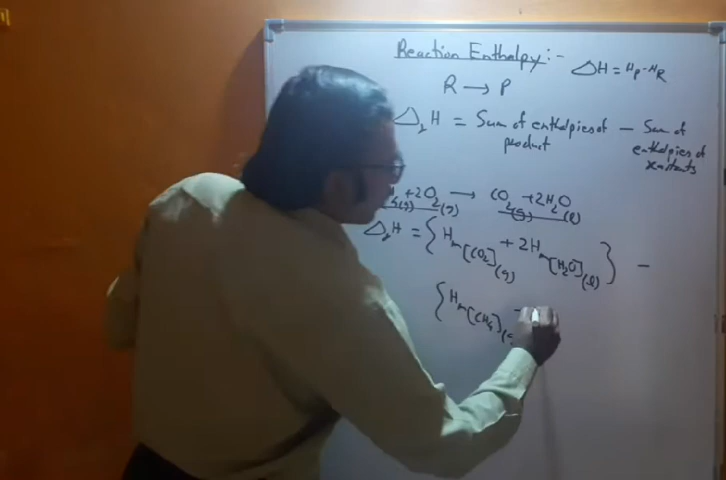 Reaction Enthalpy:-
ΔH = Hp-HR
R → P
ΔrH = Sum of enthalpies of product — Sum of enthalpies of reactants
4(g) + 2O2(g) → CO2(g) + 2H2O(l)
ΔrH = { Hm[CO2](g) + 2Hm[H2O](l) } —
{ Hm[CH4](g